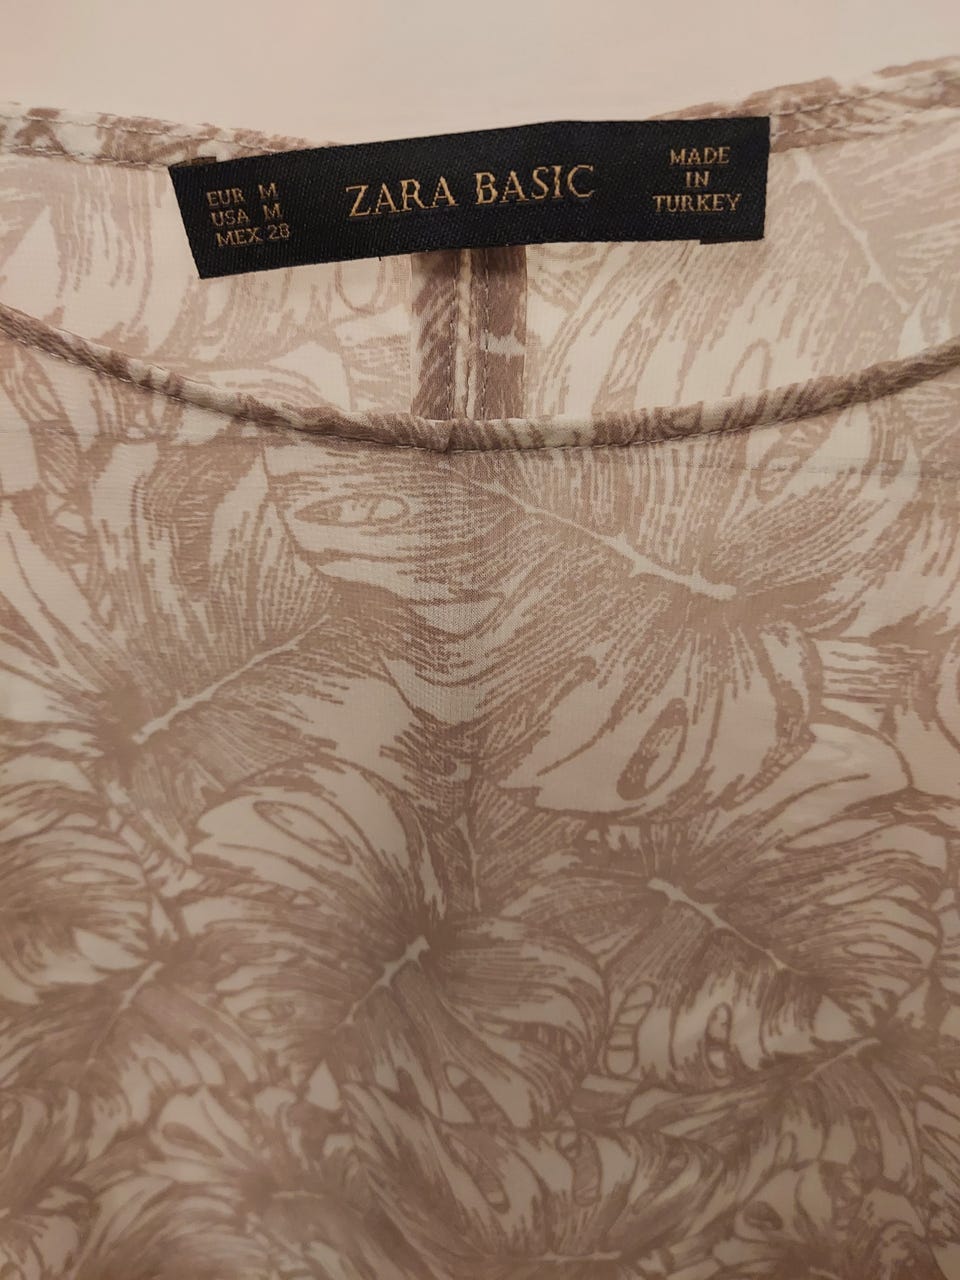 EUR M
USA M
MEX 28
ZARA BASIC
MADE
IN
TURKEY